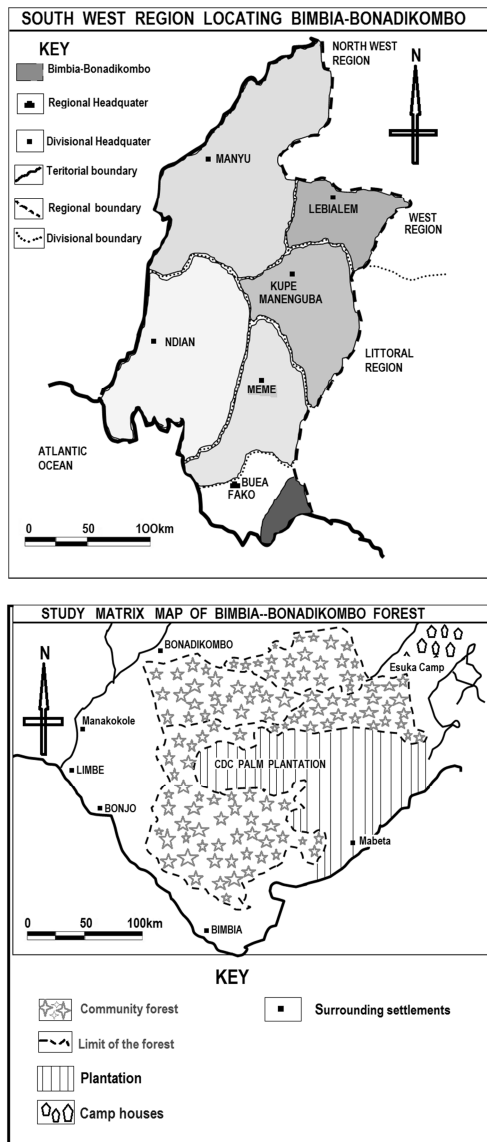 SOUTH WEST REGION LOCATING BIMBIA-BONADIKOMBO
KEY
Bimbia-Bonadikombo
Regional Headquater
Divisional Headquater
Teritorial boundary
Regional boundary
Divisional boundary
NORTH WEST
REGION
N
MANYU
LEBIALEM
WEST
REGION
KUPE
MANENGUBA
NDIAN
LITTORAL
REGION
MEME
ATLANTIC
OCEAN
BUEA
FAKO
0 50 100km
STUDY MATRIX MAP OF BIMBIA--BONADIKOMBO FOREST
BONADIKOMBO
N
Esuka Camp
Manakokole
CDC PALM PLANTATION
LIMBE
BONJO
Mabeta
0 50 100km
BIMBIA
KEY
Community forest
Surrounding settlements
Limit of the forest
Plantation
Camp houses